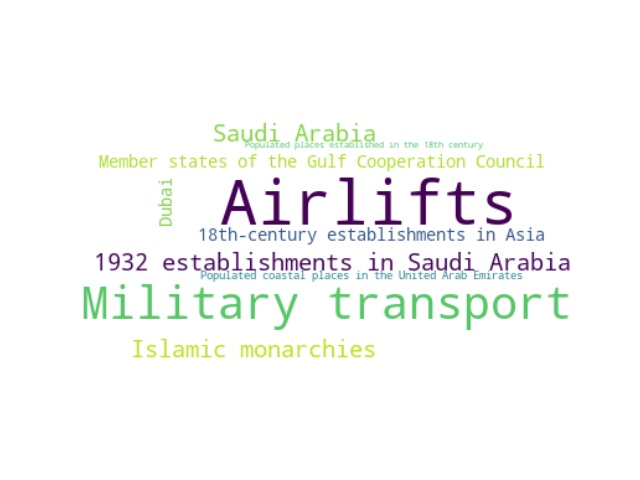 Saudi Arabia
Populated places established in the 18th century
Member states of the Gulf Cooperation Council
Dubai
Airlifts
18th-century establishments in Asia
1932 establishments in Saudi Arabia
Populated coastal places in the United Arab Emirates
Military transport
Islamic monarchies